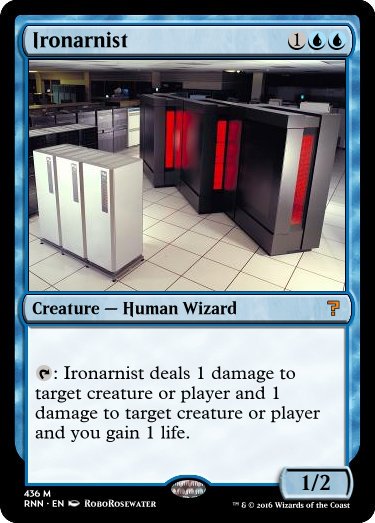 Ironarnist 1
Creature — Human Wizard
: Ironarnist deals 1 damage to
target creature or player and 1
damage to target creature or player
and you gain 1 life.
1/2
436 M
RNN • EN RoboRosewater
™ & © 2016 Wizards of the Coast